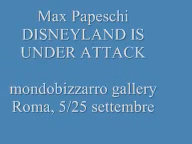 Max Papeschi
DISNEYLAND IS
UNDER ATTACK
mondobizzarro gallery
Roma, 5/25 settembre